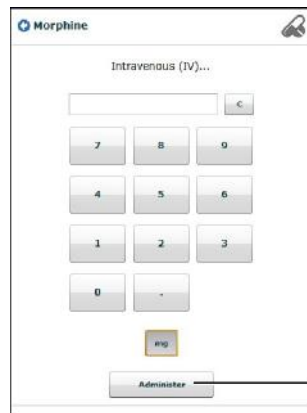 Morphine
Intravenous (IV)...
C
7 8 9
4 5 6
1 2 3
0 .
mg
Administer